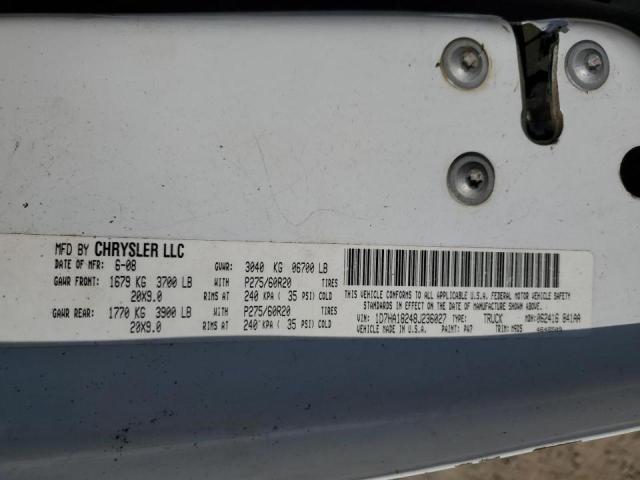 MFD BY CHRYSLER LLC
DATE OF MFR: 6-08 GVWR: 3040 KG 06700 LB
GAWR FRONT: 1679 KG 3700 LB WITH P275/60R20 TIRES
20X9.0 RIMS AT 240 KPA ( 35 PSI) COLD
GAWR REAR: 1770 KG 3900 LB WITH P275/60R20 TIRES
20X9.0 RIMS AT 240 KPA ( 35 PSI) COLD
THIS VEHICLE CONFORMS TO ALL APPLICABLE U.S.A. FEDERAL MOTOR VEHICLE SAFETY
STANDARDS IN EFFECT ON THE DATE OF MANUFACTURE SHOWN ABOVE.
VIN: 1D7HA18248J236027 TYPE: TRUCK MDH: 062416 841AA
VEHICLE MADE IN U.S.A. PAINT: PW7 TRIM: